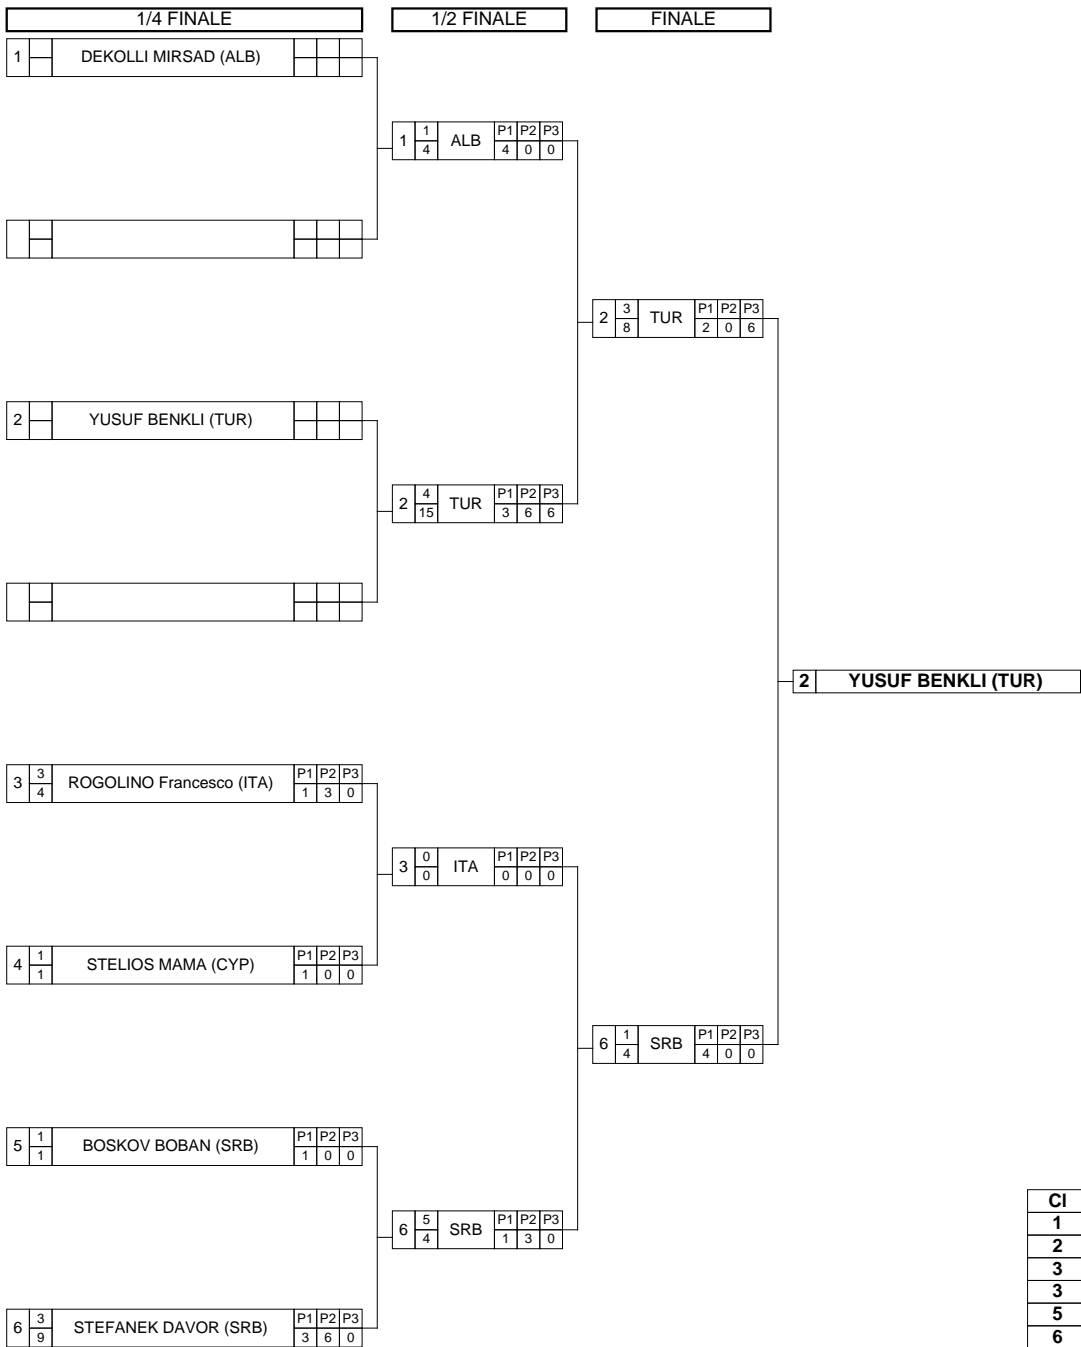 1/4 FINALE 1/2 FINALE FINALE
1 DEKOLLI MIRSAD (ALB)
1 1 ALB P1 P2 P3
4 4 0 0
2 3 TUR P1 P2 P3
8 2 0 6
2 YUSUF BENKLI (TUR)
2 4 TUR P1 P2 P3
15 3 6 6
2 YUSUF BENKLI (TUR)
3 3 ROGOLINO Francesco (ITA) P1 P2 P3
4 1 3 0
3 0 ITA P1 P2 P3
0 0 0 0
4 1 STELIOS MAMA (CYP) P1 P2 P3
1 1 0 0
6 1 SRB P1 P2 P3
4 4 0 0
5 1 BOSKOV BOBAN (SRB) P1 P2 P3
1 1 0 0
6 5 SRB P1 P2 P3
4 1 3 0
6 3 STEFANEK DAVOR (SRB) P1 P2 P3
9 3 6 0
Cl
1
2
3
3
5
6